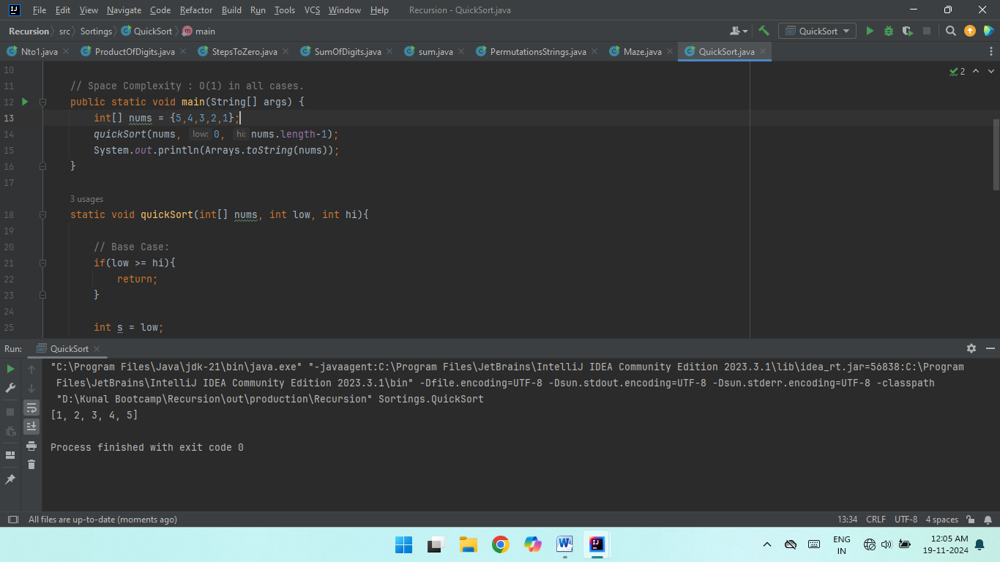 File Edit View Navigate Code Refactor Build Run Tools VCS Window Help Recursion - QuickSort.java
Recursion src Sortings QuickSort main QuickSort
Nto1.java ProductOfDigits.java StepsToZero.java SumOfDigits.java sum.java PermutationsStrings.java Maze.java QuickSort.java
10 2
11 // Space Complexity : O(1) in all cases.
12 public static void main(String[] args) {
13 int[] nums = {5,4,3,2,1};
14 quickSort(nums, low: 0, hi: nums.length-1);
15 System.out.println(Arrays.toString(nums));
16 }
17
3 usages
18 static void quickSort(int[] nums, int low, int hi){
19
20 // Base Case:
21 if(low >= hi){
22 return;
23 }
24
25 int s = low;
Run: QuickSort
"C:\Program Files\Java\jdk-21\bin\java.exe" "-javaagent:C:\Program Files\JetBrains\IntelliJ IDEA Community Edition 2023.3.1\lib\idea_rt.jar=56838:C:\Program
Files\JetBrains\IntelliJ IDEA Community Edition 2023.3.1\bin" -Dfile.encoding=UTF-8 -Dsun.stdout.encoding=UTF-8 -Dsun.stderr.encoding=UTF-8 -classpath
"D:\Kunal Bootcamp\Recursion\out\production\Recursion" Sortings.QuickSort
[1, 2, 3, 4, 5]
Process finished with exit code 0
All files are up-to-date (moments ago) 13:34 CRLF UTF-8 4 spaces
ENG 12:05 AM
IN 19-11-2024